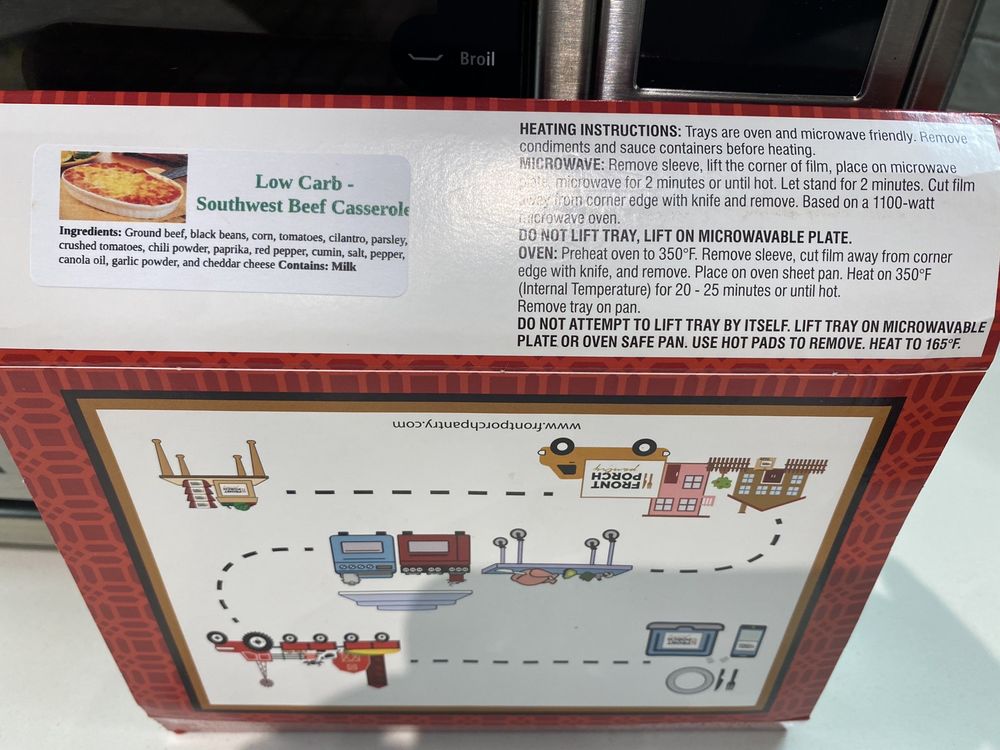 Broil
Low Carb -
Southwest Beef Casserole
Ingredients: Ground beef, black beans, corn, tomatoes, cilantro, parsley,
crushed tomatoes, chili powder, paprika, red pepper, cumin, salt, pepper,
canola oil, garlic powder, and cheddar cheese Contains: Milk
HEATING INSTRUCTIONS: Trays are oven and microwave friendly. Remove
condiments and sauce containers before heating.
MICROWAVE: Remove sleeve, lift the corner of film, place on microwave
plate, microwave for 2 minutes or until hot. Let stand for 2 minutes. Cut film
away from corner edge with knife and remove. Based on a 1100-watt
microwave oven.
DO NOT LIFT TRAY, LIFT ON MICROWAVABLE PLATE.
OVEN: Preheat oven to 350°F. Remove sleeve, cut film away from corner
edge with knife, and remove. Place on oven sheet pan. Heat on 350°F
(Internal Temperature) for 20 - 25 minutes or until hot.
Remove tray on pan.
DO NOT ATTEMPT TO LIFT TRAY BY ITSELF. LIFT TRAY ON MICROWAVABLE
PLATE OR OVEN SAFE PAN. USE HOT PADS TO REMOVE. HEAT TO 165°F.
www.frontporchpantry.com
FRONT
PORCH
pantry
FRONT
PORCH
FRONT
PORCH